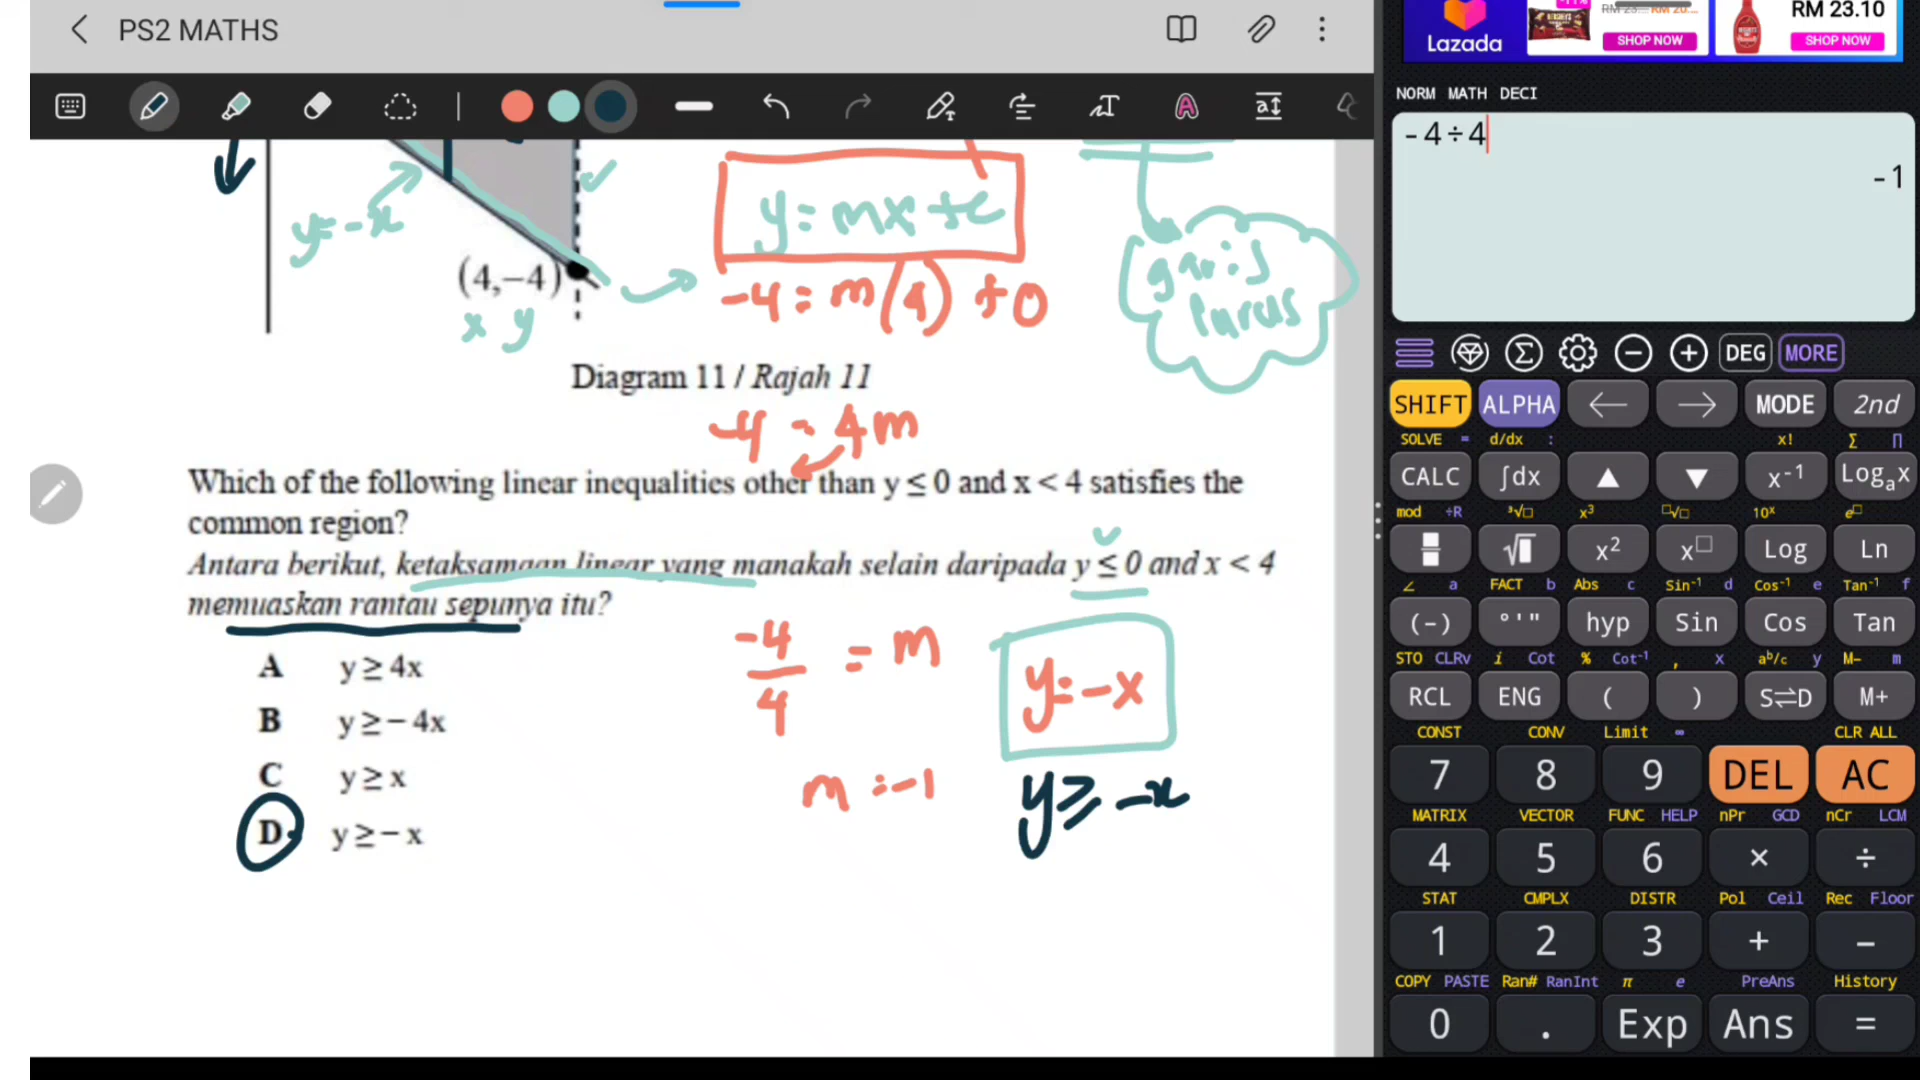 PS2 MATHS
y=-x
y=mx+c
(4,-4)
x y
-4=m(4)+0
garis
lurus
Diagram 11 / Rajah 11
-4=4m
Which of the following linear inequalities other than y ≤ 0 and x < 4 satisfies the
common region?
Antara berikut, ketaksamaan linear yang manakah selain daripada y ≤ 0 and x < 4
memuaskan rantau sepunya itu?
A y ≥ 4x
B y ≥ – 4x
C y ≥ x
D y ≥ – x
-4/4 = m
m = -1
y=-x
y≥-x
Lazada
SHOP NOW
RM 23.10
SHOP NOW
NORM MATH DECI
-4÷4
-1
DEG MORE
SHIFT ALPHA ← → MODE 2nd
SOLVE = d/dx : x! Σ Π
CALC ∫dx ▲ ▼ x⁻¹ Logₐx
mod ÷R ³√□ x³ □√□ 10ˣ e□
√ x² x□ Log Ln
∠ a FACT b Abs c Sin⁻¹ d Cos⁻¹ e Tan⁻¹ f
(-) °'" hyp Sin Cos Tan
STO CLRv i Cot % Cot⁻¹ , x aᵇ/c y M- m
RCL ENG ( ) S⇌D M+
CONST CONV Limit ∞ CLR ALL
7 8 9 DEL AC
MATRIX VECTOR FUNC HELP nPr GCD nCr LCM
4 5 6 × ÷
STAT CMPLX DISTR Pol Ceil Rec Floor
1 2 3 + −
COPY PASTE Ran# RanInt π e PreAns History
0 . Exp Ans =